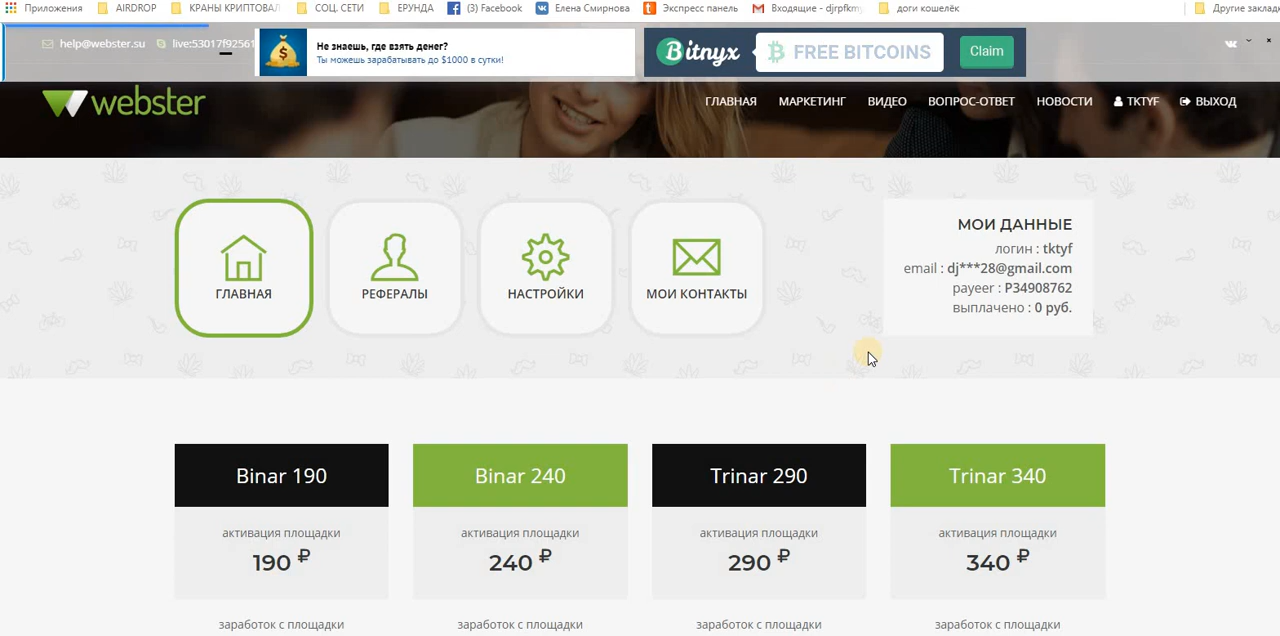 Приложения AIRDROP КРАНЫ КРИПТОВАЛ СОЦ. СЕТИ ЕРУНДА (3) Facebook Елена Смирнова Экспресс панель Входящие - djrpfkmy доги кошелёк Другие заклад
help@webster.su live:53017f92561
Не знаешь, где взять денег?
Ты можешь зарабатывать до $1000 в сутки!
Bitnyx FREE BITCOINS Claim
webster
ГЛАВНАЯ МАРКЕТИНГ ВИДЕО ВОПРОС-ОТВЕТ НОВОСТИ TKTYF ВЫХОД
ГЛАВНАЯ РЕФЕРАЛЫ НАСТРОЙКИ МОИ КОНТАКТЫ
МОИ ДАННЫЕ
логин : tktyf
email : dj***28@gmail.com
payeer : P34908762
выплачено : 0 руб.
Binar 190 Binar 240 Trinar 290 Trinar 340
активация площадки активация площадки активация площадки активация площадки
190 ₽ 240 ₽ 290 ₽ 340 ₽
заработок с площадки заработок с площадки заработок с площадки заработок с площадки